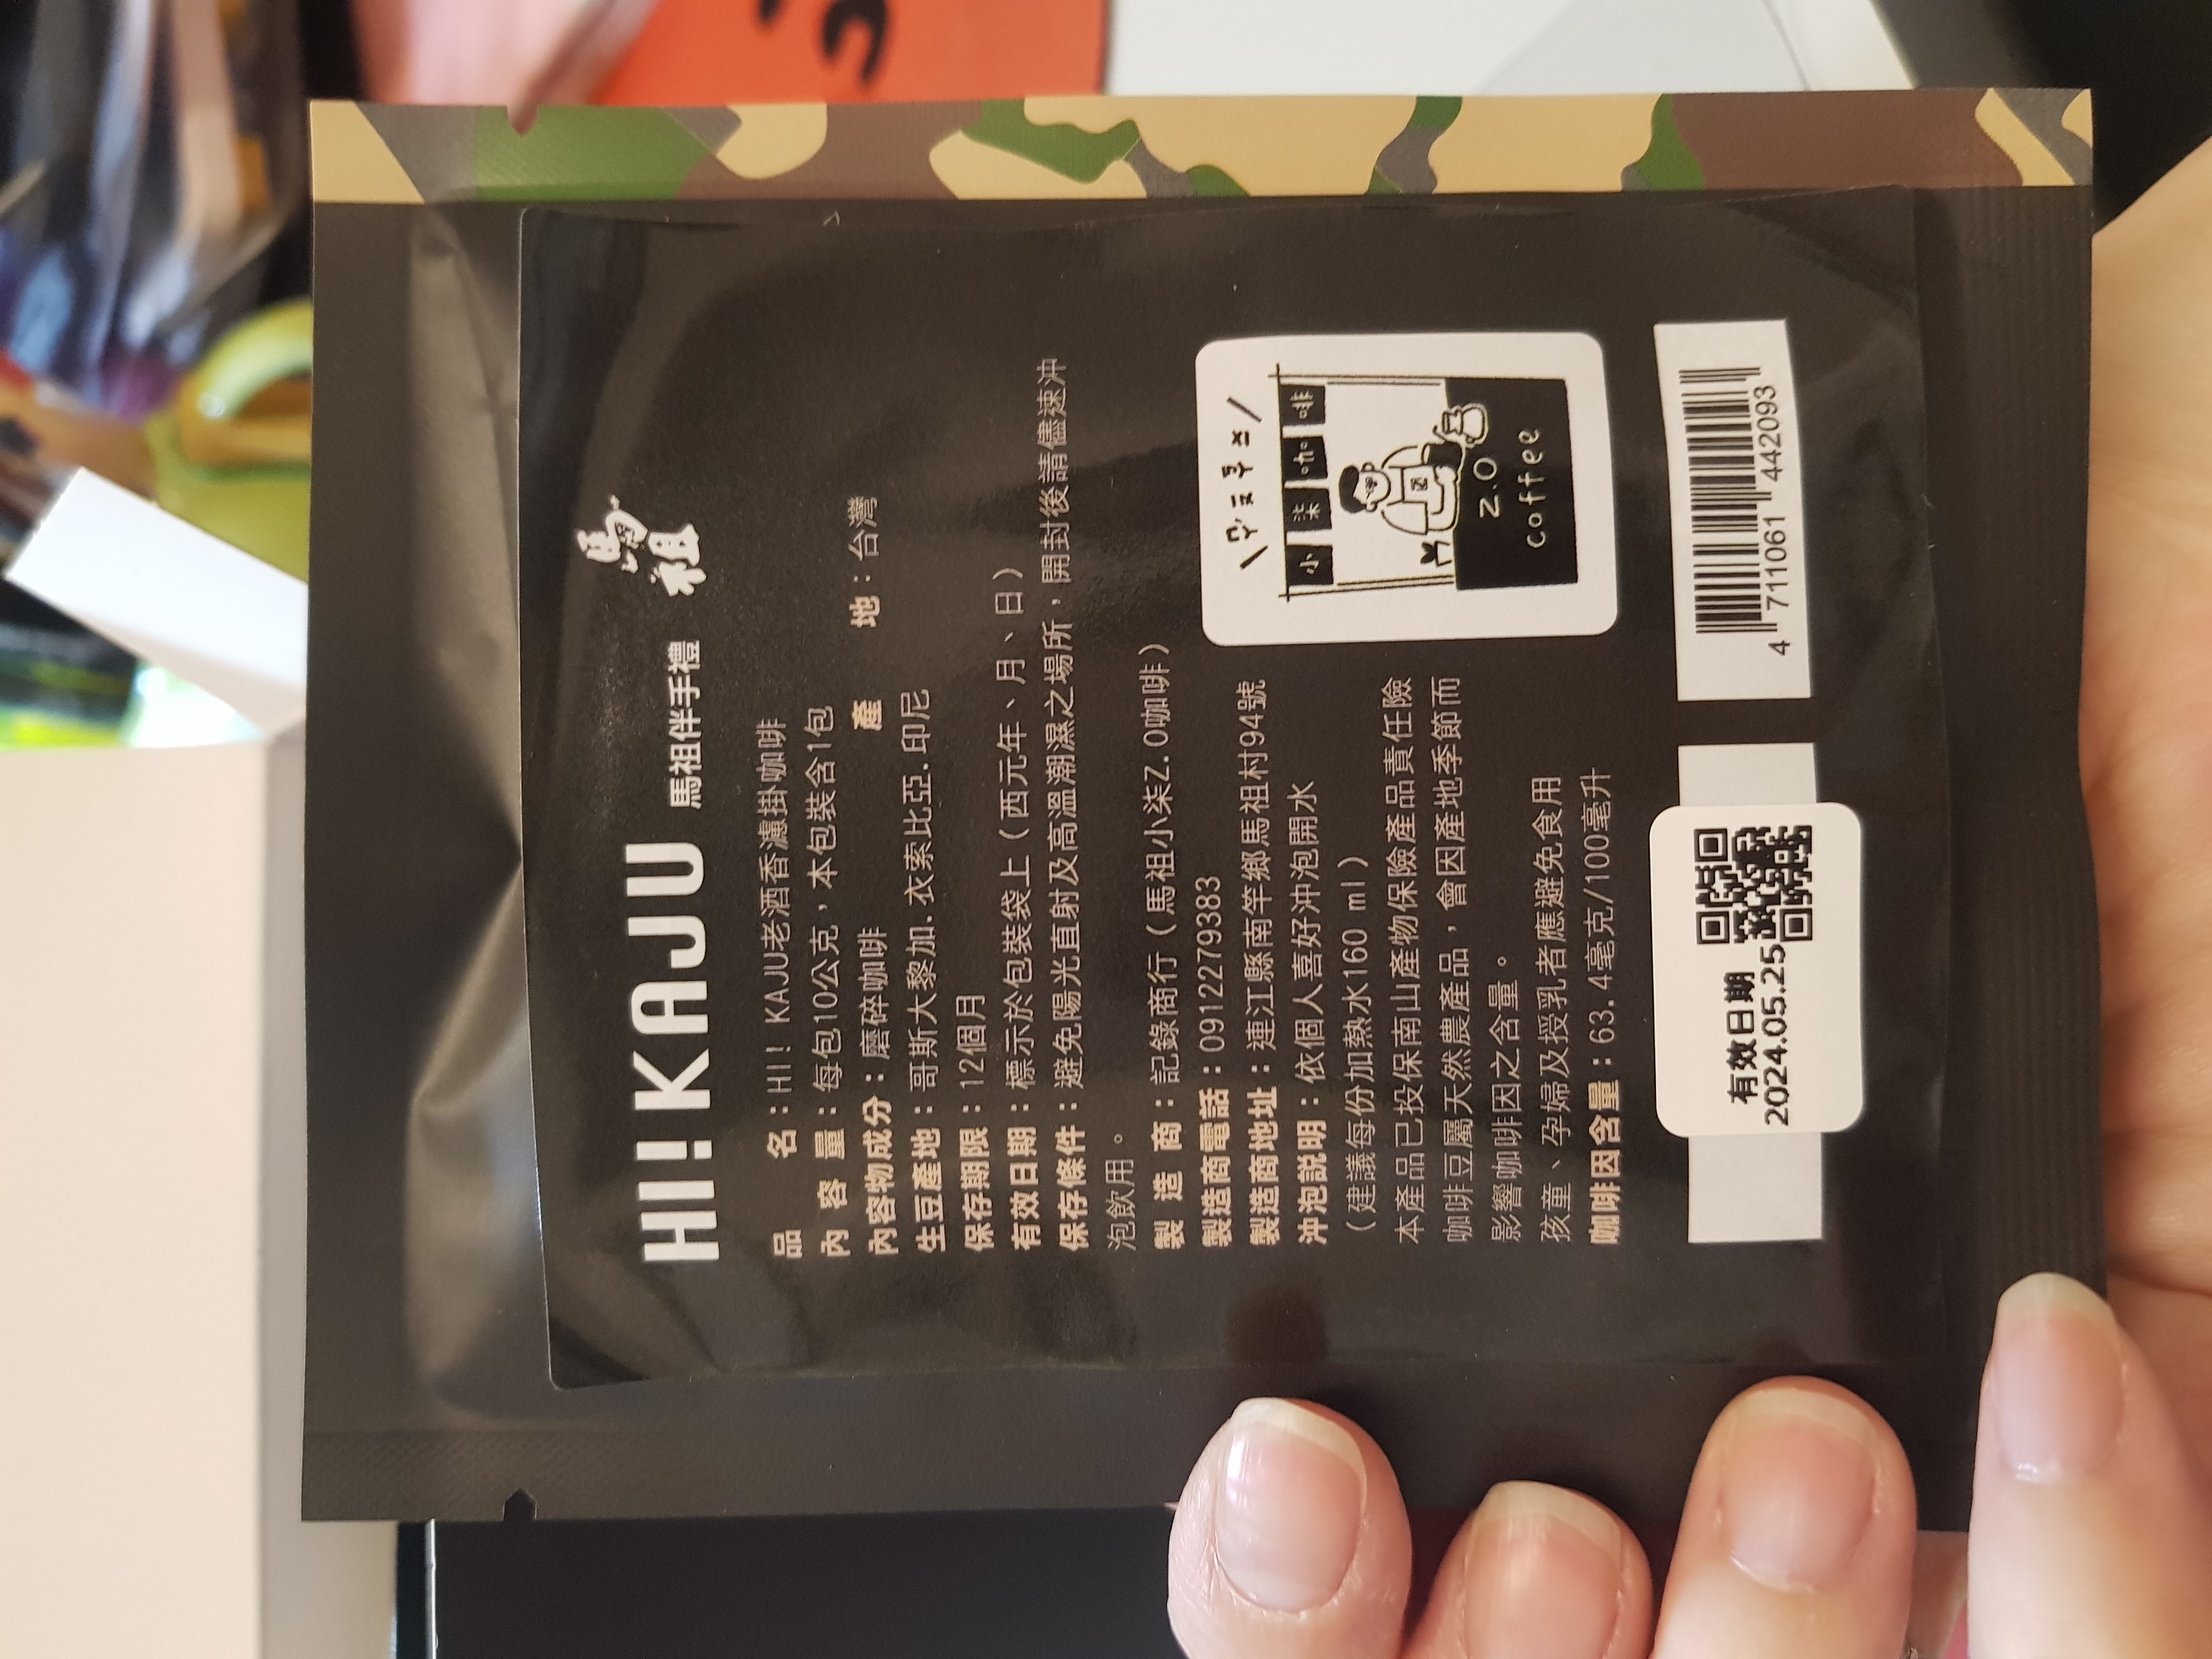 HI! KAJU 馬祖伴手禮 馬祖
品名：HI! KAJU老酒香濾掛咖啡
內容量：每包10公克，本包裝含1包
內容物成分：磨碎咖啡 產地：台灣
生豆產地：哥斯大黎加.衣索比亞.印尼
保存期限：12個月
有效日期：標示於包裝袋上（西元年、月、日）
保存條件：避免陽光直射及高溫潮濕之場所，開封後請儘速沖
泡飲用。
製造商：記錄商行（馬祖小柒2.0咖啡）
製造商電話：0912279383
製造商地址：連江縣南竿鄉馬祖村94號
沖泡説明：依個人喜好沖泡開水
（建議每份加熱水160 ml）
本產品已投保南山產物保險產品責任險
咖啡豆屬天然農產品，會因產地季節而
影響咖啡因之含量。
孩童、孕婦及授乳者應避免食用
咖啡因含量：63.4毫克/100毫升
小柒咖啡
2.0
coffee
有效日期
2024.05.25
4 711061 442093